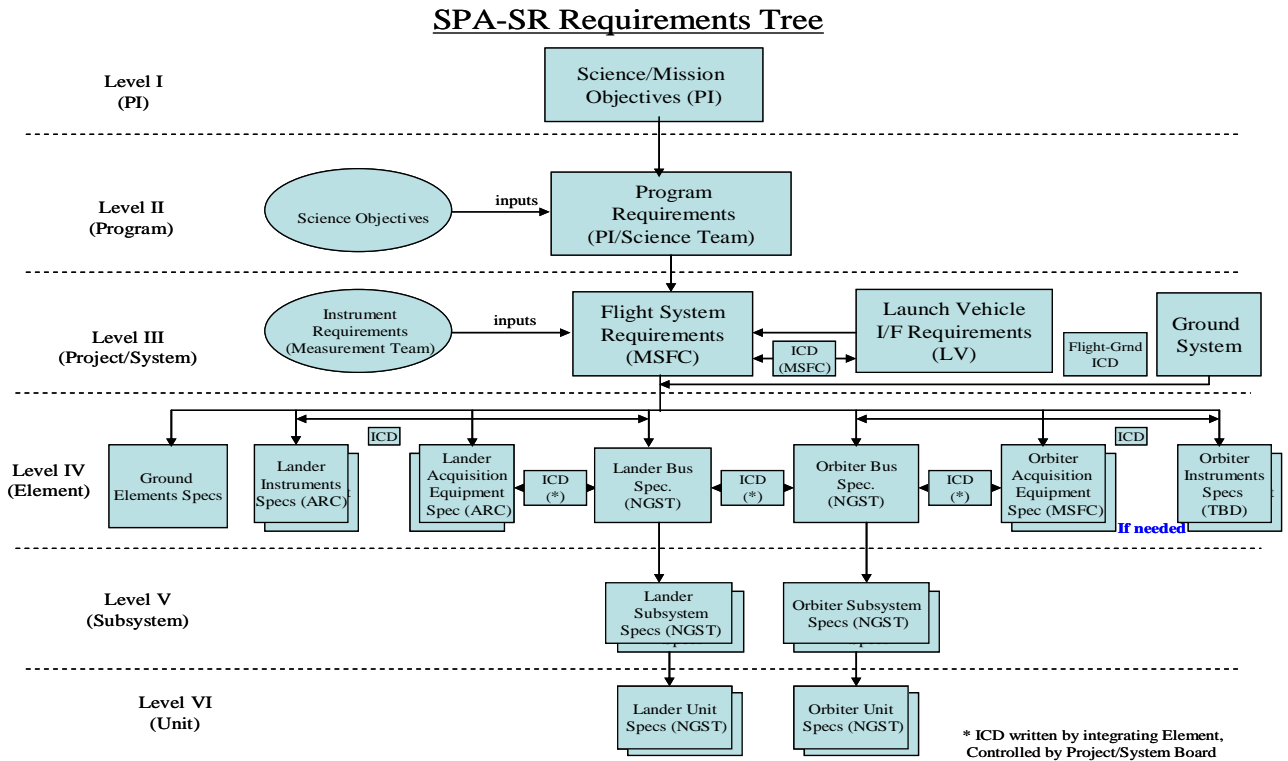 SPA-SR Requirements Tree
Level I
(PI)
Science/Mission
Objectives (PI)
Level II
(Program)
Science Objectives
inputs
Program
Requirements
(PI/Science Team)
Level III
(Project/System)
Instrument
Requirements
(Measurement Team)
inputs
Flight System
Requirements
(MSFC)
ICD
(MSFC)
Launch Vehicle
I/F Requirements
(LV)
Flight-Grnd
ICD
Ground
System
Level IV
(Element)
Ground
Elements Specs
Lander
Instruments
Specs (ARC)
ICD
Lander
Acquisition
Equipment
Spec (ARC)
ICD
(*)
Lander Bus
Spec.
(NGST)
ICD
(*)
Orbiter Bus
Spec.
(NGST)
ICD
(*)
Orbiter
Acquisition
Equipment
Spec (MSFC)
If needed
ICD
Orbiter
Instruments
Specs
(TBD)
Level V
(Subsystem)
Lander
Subsystem
Specs (NGST)
Orbiter Subsystem
Specs (NGST)
Level VI
(Unit)
Lander Unit
Specs (NGST)
Orbiter Unit
Specs (NGST)
* ICD written by integrating Element,
Controlled by Project/System Board